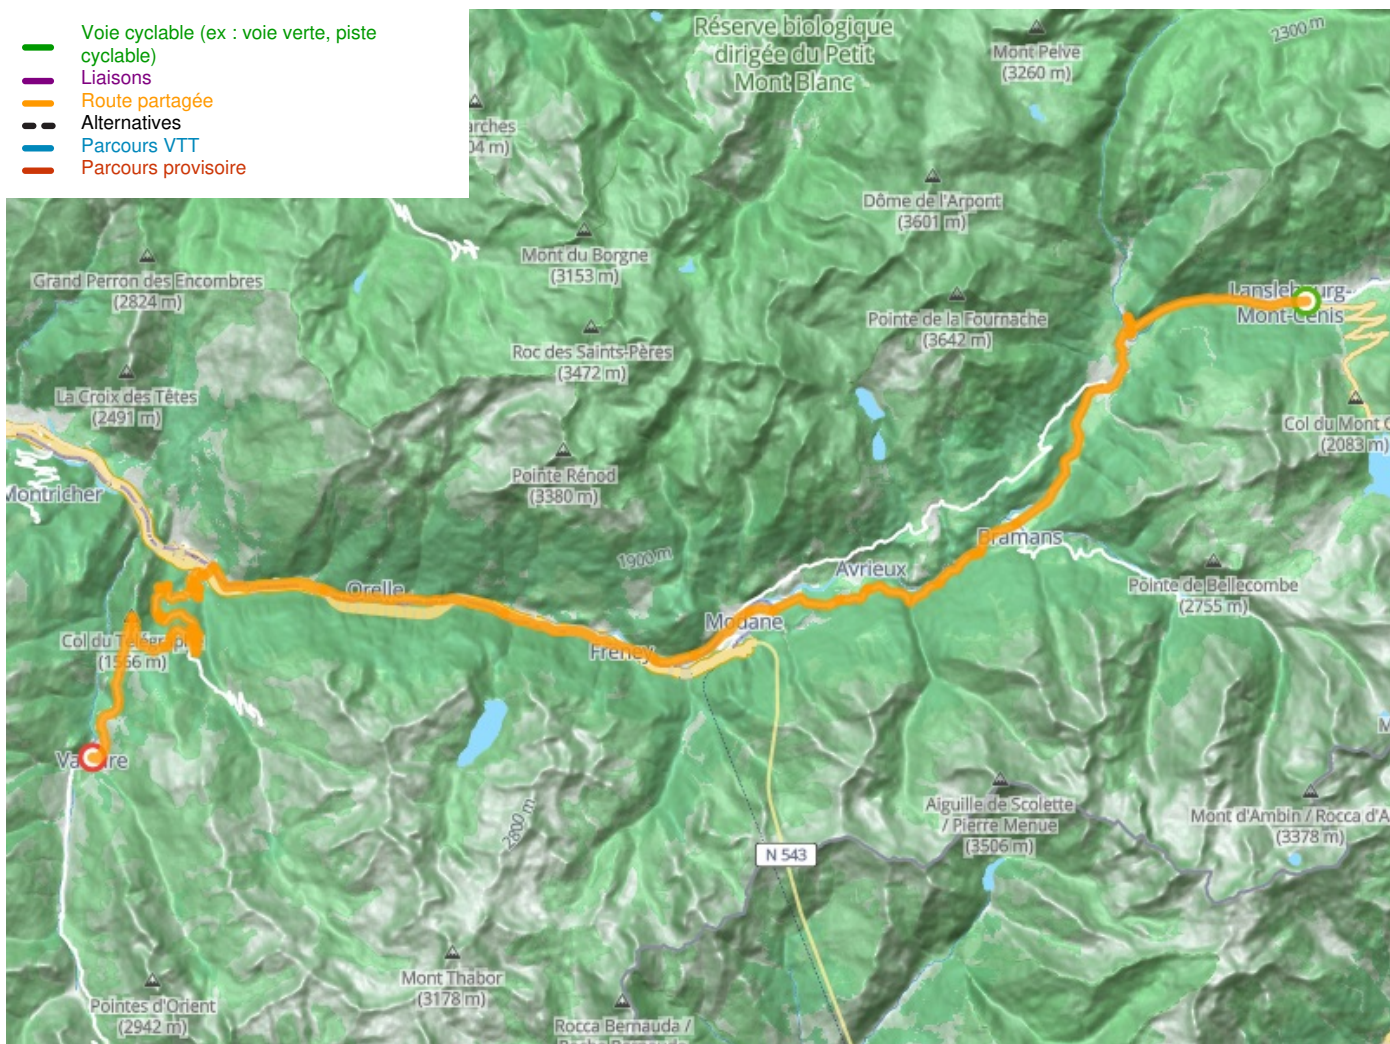 Voie cyclable (ex : voie verte, piste
cyclable)
Liaisons
Route partagée
Alternatives
Parcours VTT
Parcours provisoire
Réserve biologique
dirigée du Petit
Mont Blanc
Mont Pelve
(3260 m)
2300 m
Dôme de l'Arpont
(3601 m)
Mont du Borgne
(3153 m)
Grand Perron des Encombres
(2824 m)
Lanslebourg-
Mont-Cenis
Pointe de la Fournache
(3642 m)
Roc des Saints-Pères
(3472 m)
La Croix des Têtes
(2491 m)
Col du Mont
(2083 m)
Pointe Rénod
(3380 m)
Montricher
Bramans
1900 m
Avrieux
Orelle
Pointe de Bellecombe
(2755 m)
Modane
Col du Télégraphe
(1566 m)
Freney
Valloire
2800 m
Aiguille de Scolette
/ Pierre Menue
(3506 m)
Mont d'Ambin / Rocca d'A
(3378 m)
N 543
Mont Thabor
(3178 m)
Pointes d'Orient
(2942 m)
Rocca Bernauda /